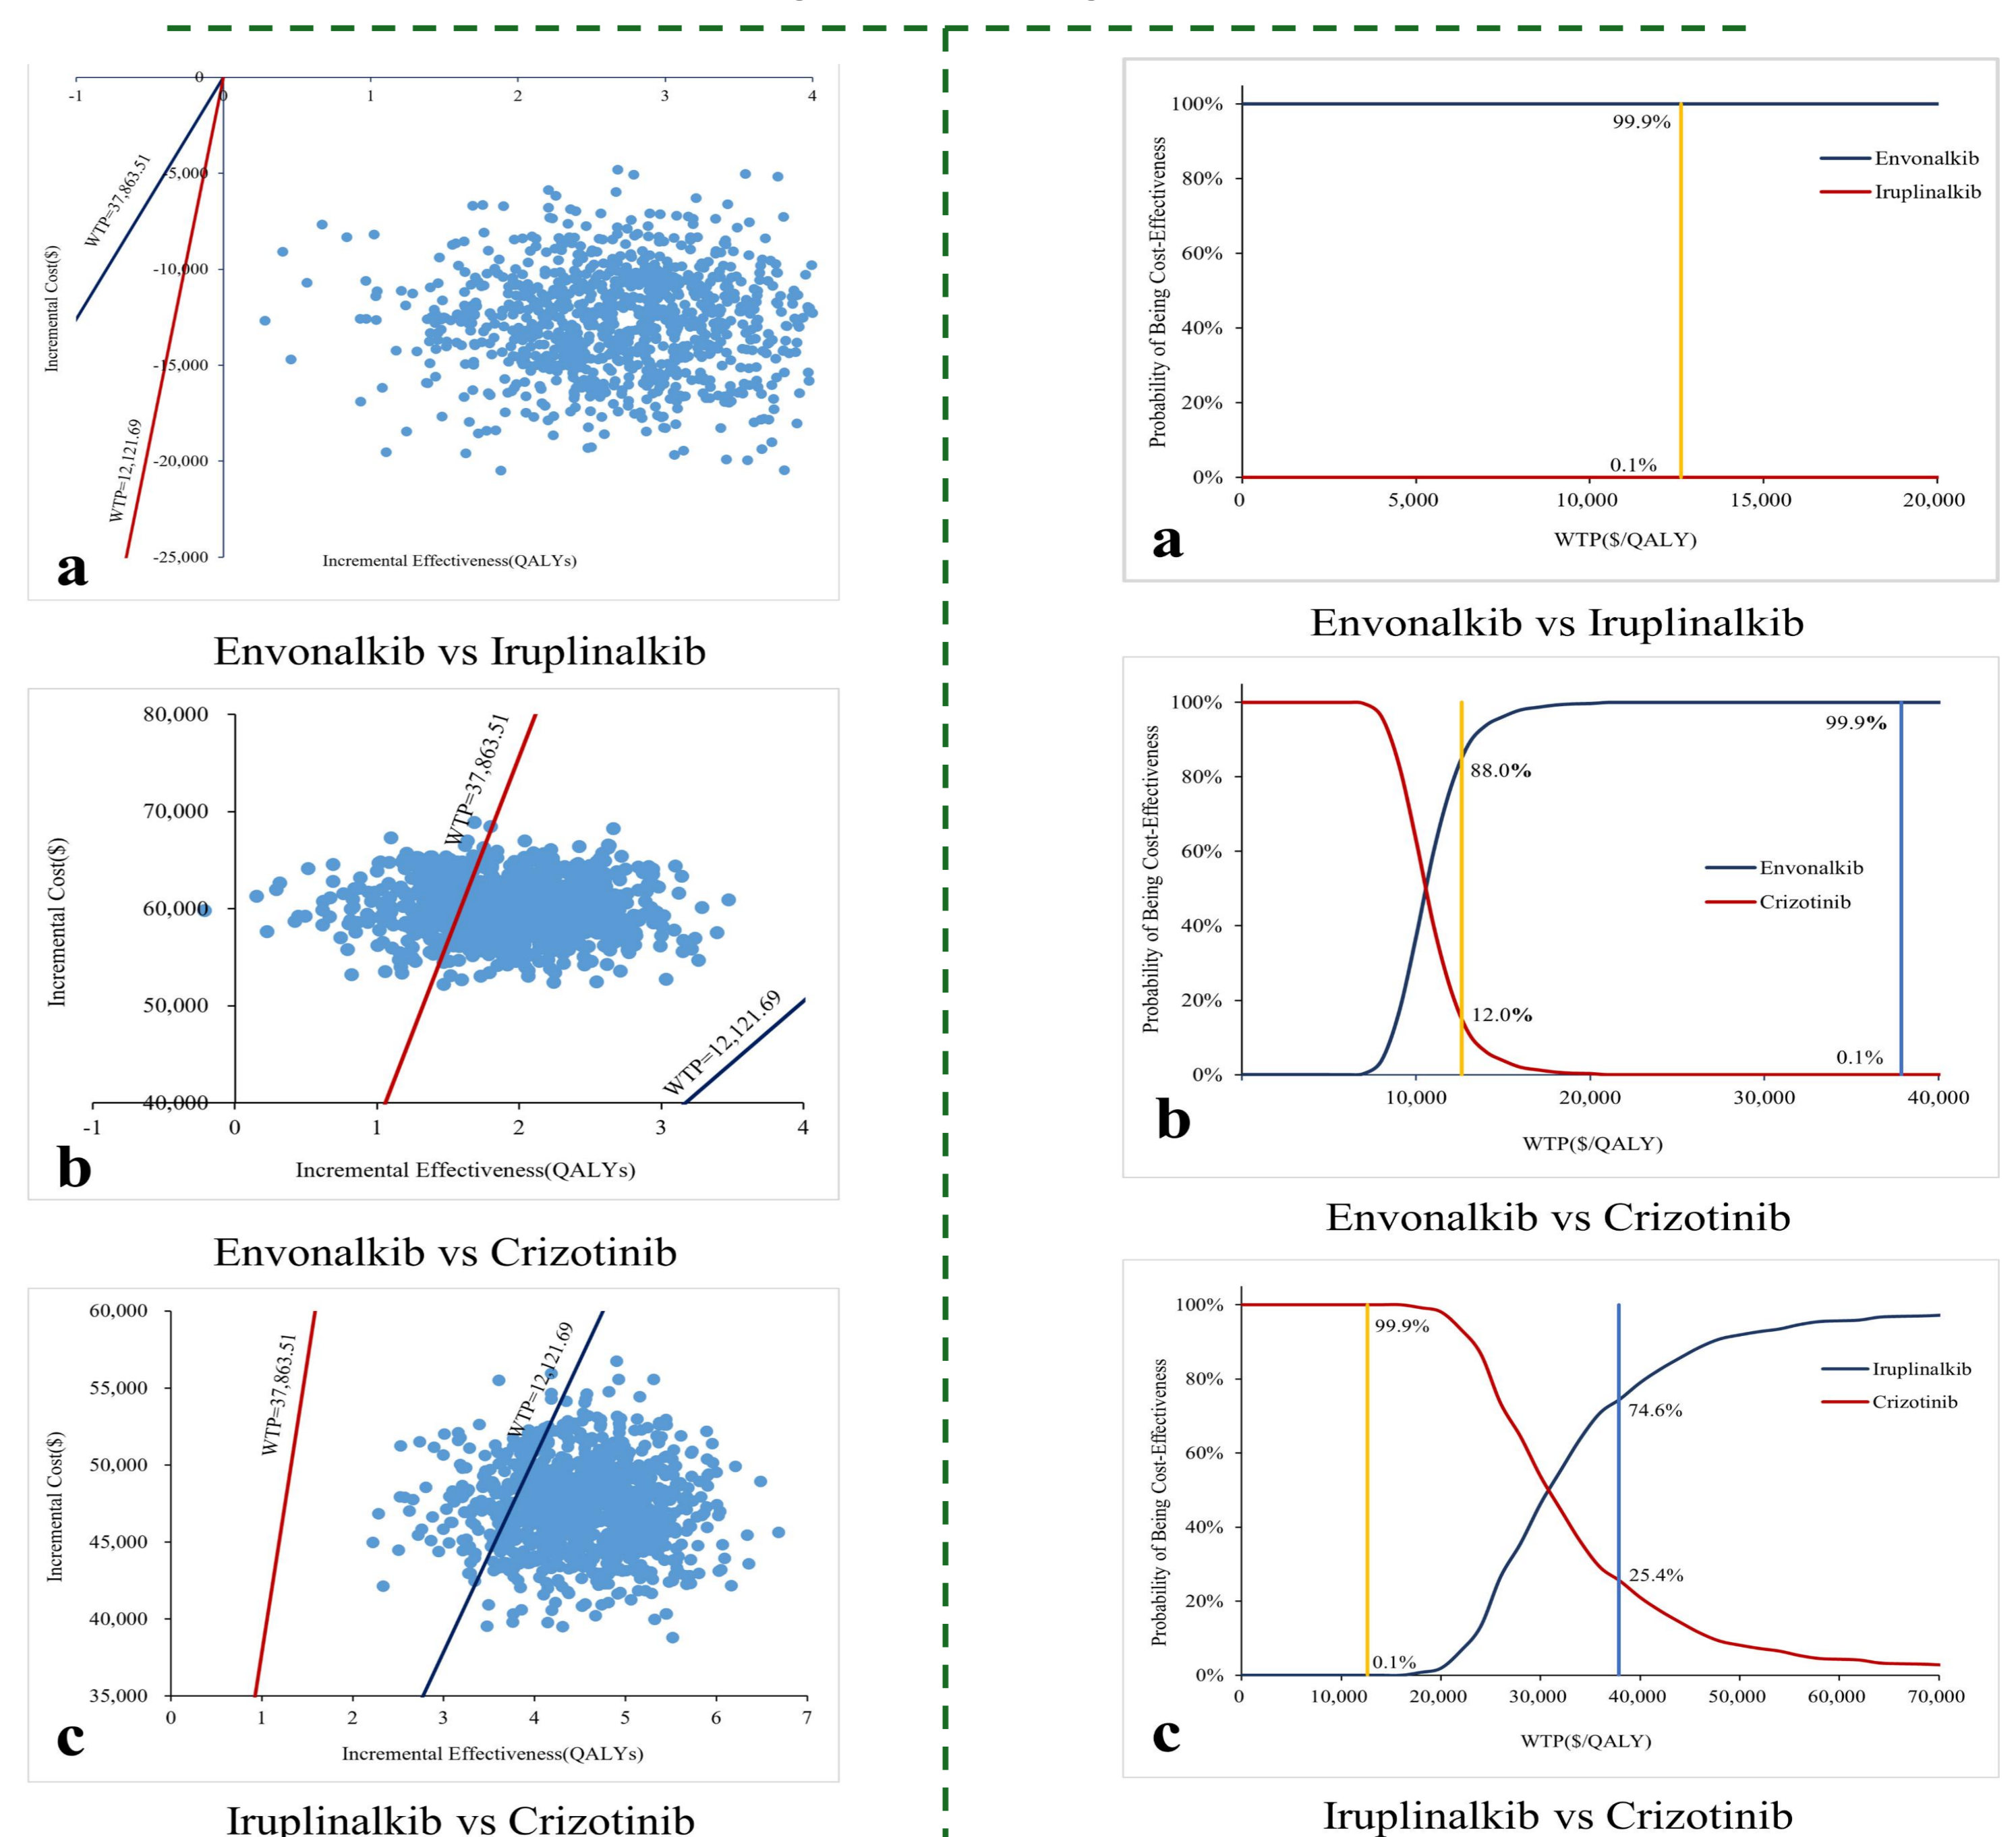 0
-1 0 1 2 3 4
WTP=37,863.51
-5,000
-10,000
Incremental Cost($)
-15,000
WTP=12,121.69
-20,000
-25,000
Incremental Effectiveness(QALYs)
a
Envonalkib vs Iruplinalkib
80,000
WTP=37,863.51
70,000
Incremental Cost($)
60,000
50,000
WTP=12,121.69
40,000
-1 0 1 2 3 4
Incremental Effectiveness(QALYs)
b
Envonalkib vs Crizotinib
60,000
WTP=37,863.51
WTP=12,121.69
55,000
50,000
Incremental Cost($)
45,000
40,000
35,000
0 1 2 3 4 5 6 7
Incremental Effectiveness(QALYs)
c
Iruplinalkib vs Crizotinib
100%
99.9%
Envonalkib
80%
Iruplinalkib
Probability of Being Cost-Effectiveness
60%
40%
20%
0.1%
0%
0 5,000 10,000 15,000 20,000
WTP($/QALY)
a
Envonalkib vs Iruplinalkib
100%
99.9%
88.0%
80%
Probability of Being Cost-Effectiveness
60%
Envonalkib
Crizotinib
40%
20%
12.0%
0.1%
0%
10,000 20,000 30,000 40,000
WTP($/QALY)
b
Envonalkib vs Crizotinib
100%
99.9%
Iruplinalkib
80%
Crizotinib
74.6%
Probability of Being Cost-Effectiveness
60%
40%
25.4%
20%
0.1%
0%
0 10,000 20,000 30,000 40,000 50,000 60,000 70,000
WTP($/QALY)
c
Iruplinalkib vs Crizotinib